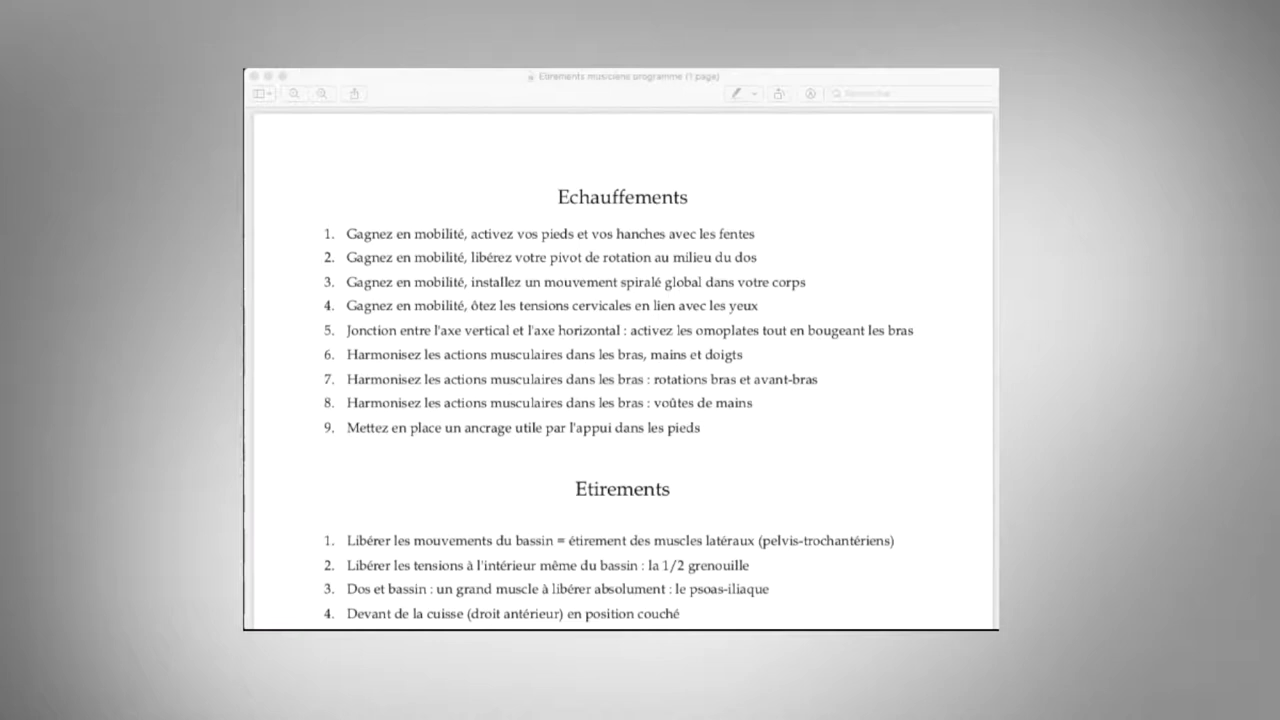 Etirements musiciens programme (1 page)
Recherche
Echauffements
1. Gagnez en mobilité, activez vos pieds et vos hanches avec les fentes
2. Gagnez en mobilité, libérez votre pivot de rotation au milieu du dos
3. Gagnez en mobilité, installez un mouvement spiralé global dans votre corps
4. Gagnez en mobilité, ôtez les tensions cervicales en lien avec les yeux
5. Jonction entre l'axe vertical et l'axe horizontal : activez les omoplates tout en bougeant les bras
6. Harmonisez les actions musculaires dans les bras, mains et doigts
7. Harmonisez les actions musculaires dans les bras : rotations bras et avant-bras
8. Harmonisez les actions musculaires dans les bras : voûtes de mains
9. Mettez en place un ancrage utile par l'appui dans les pieds
Etirements
1. Libérer les mouvements du bassin = étirement des muscles latéraux (pelvis-trochantériens)
2. Libérer les tensions à l'intérieur même du bassin : la 1/2 grenouille
3. Dos et bassin : un grand muscle à libérer absolument : le psoas-iliaque
4. Devant de la cuisse (droit antérieur) en position couché